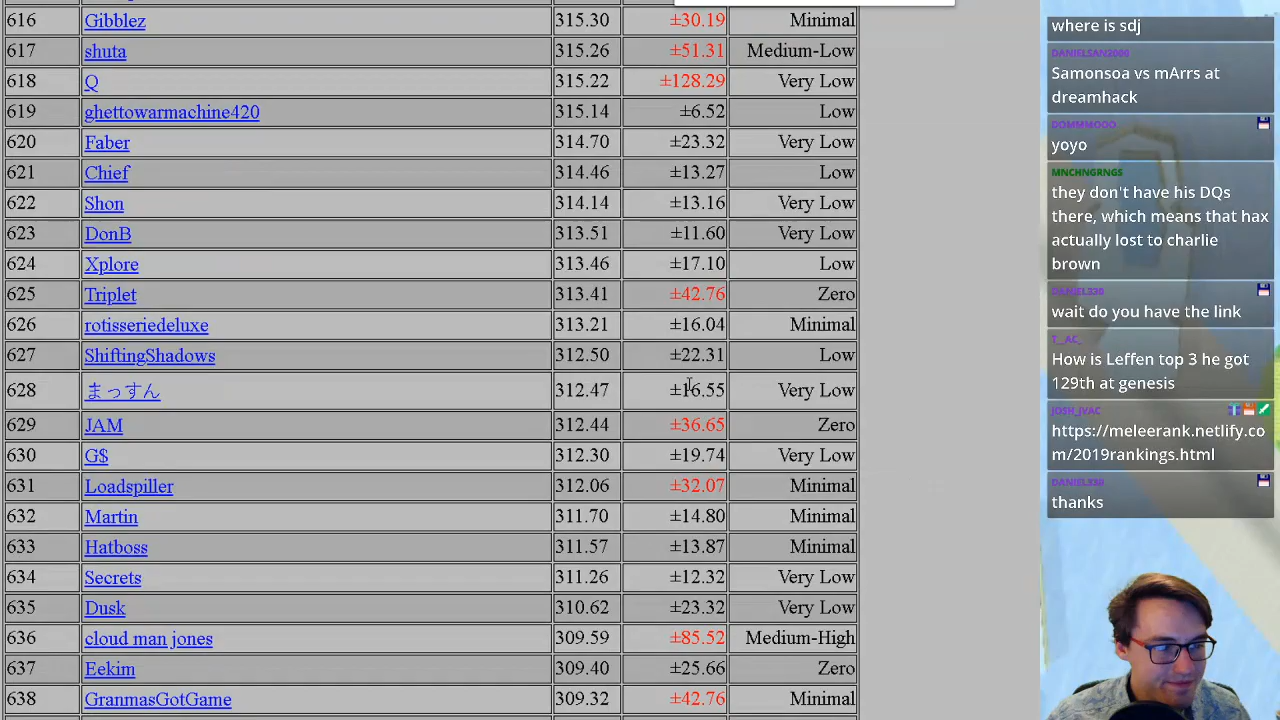 616 Gibblez 315.30 ±30.19 Minimal
617 shuta 315.26 ±51.31 Medium-Low
618 Q 315.22 ±128.29 Very Low
619 ghettowarmachine420 315.14 ±6.52 Low
620 Faber 314.70 ±23.32 Very Low
621 Chief 314.46 ±13.27 Low
622 Shon 314.14 ±13.16 Very Low
623 DonB 313.51 ±11.60 Very Low
624 Xplore 313.46 ±17.10 Low
625 Triplet 313.41 ±42.76 Zero
626 rotisseriedeluxe 313.21 ±16.04 Minimal
627 ShiftingShadows 312.50 ±22.31 Low
628 まっすん 312.47 ±16.55 Very Low
629 JAM 312.44 ±36.65 Zero
630 G$ 312.30 ±19.74 Very Low
631 Loadspiller 312.06 ±32.07 Minimal
632 Martin 311.70 ±14.80 Minimal
633 Hatboss 311.57 ±13.87 Minimal
634 Secrets 311.26 ±12.32 Very Low
635 Dusk 310.62 ±23.32 Very Low
636 cloud man jones 309.59 ±85.52 Medium-High
637 Eekim 309.40 ±25.66 Zero
638 GranmasGotGame 309.32 ±42.76 Minimal
where is sdj
DANIELSAN2000
Samonsoa vs mArrs at
dreamhack
DOMMMOOO
yoyo
MNCHNGRNGS
they don't have his DQs
there, which means that hax
actually lost to charlie
brown
DANIEL330
wait do you have the link
T__AC_
How is Leffen top 3 he got
129th at genesis
JOSH_JVAC
https://meleerank.netlify.co
m/2019rankings.html
DANIEL330
thanks